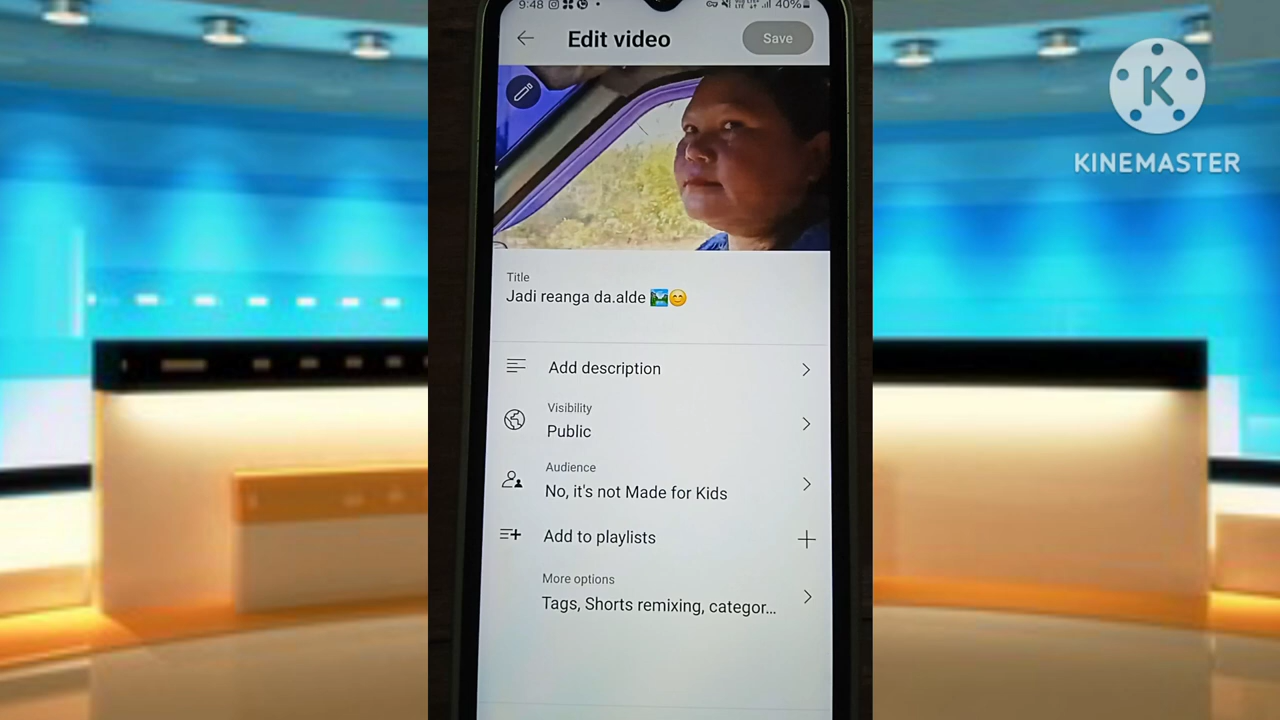 9:48
40%
Edit video
Save
K
KINEMASTER
Title
Jadi reanga da.alde 🏞️😊
Add description
Visibility
Public
Audience
No, it's not Made for Kids
Add to playlists
More options
Tags, Shorts remixing, categor...